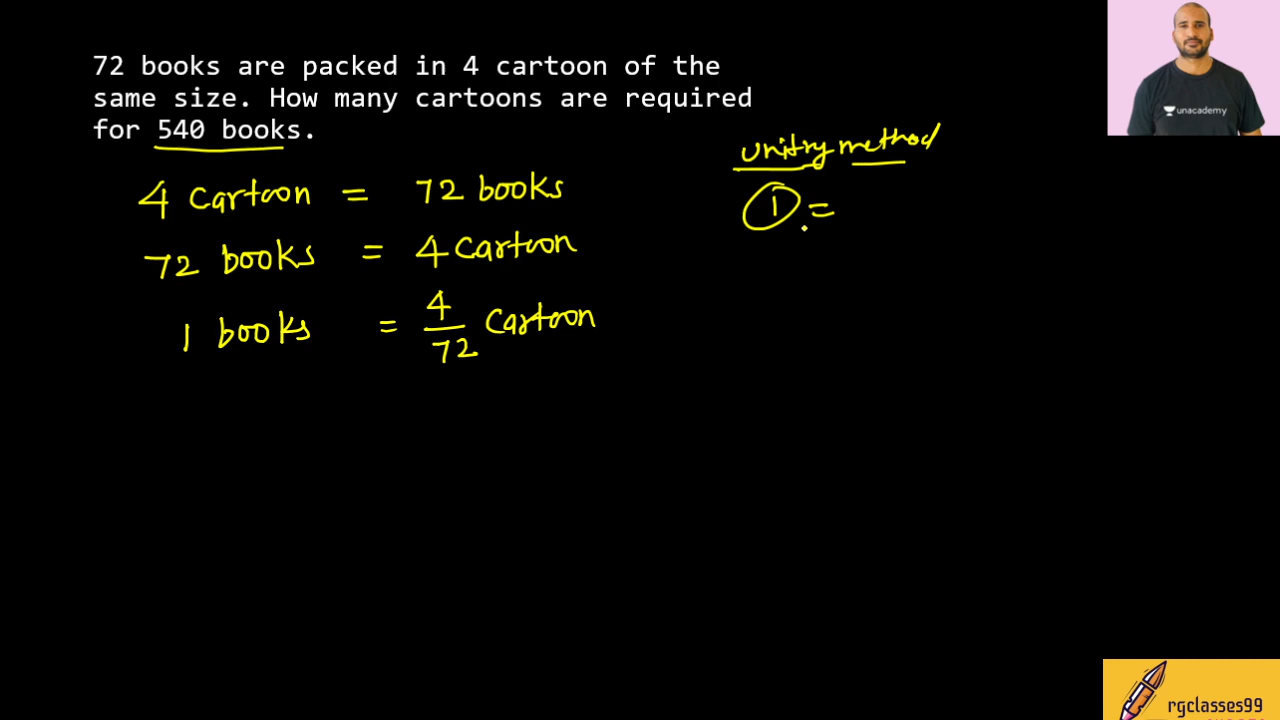 72 books are packed in 4 cartoon of the
same size. How many cartoons are required
for 540 books.
unitry method
4 Cartoon = 72 books
① =
72 books = 4 Cartoon
1 books = 4/72 Cartoon
unacademy
rgclasses99